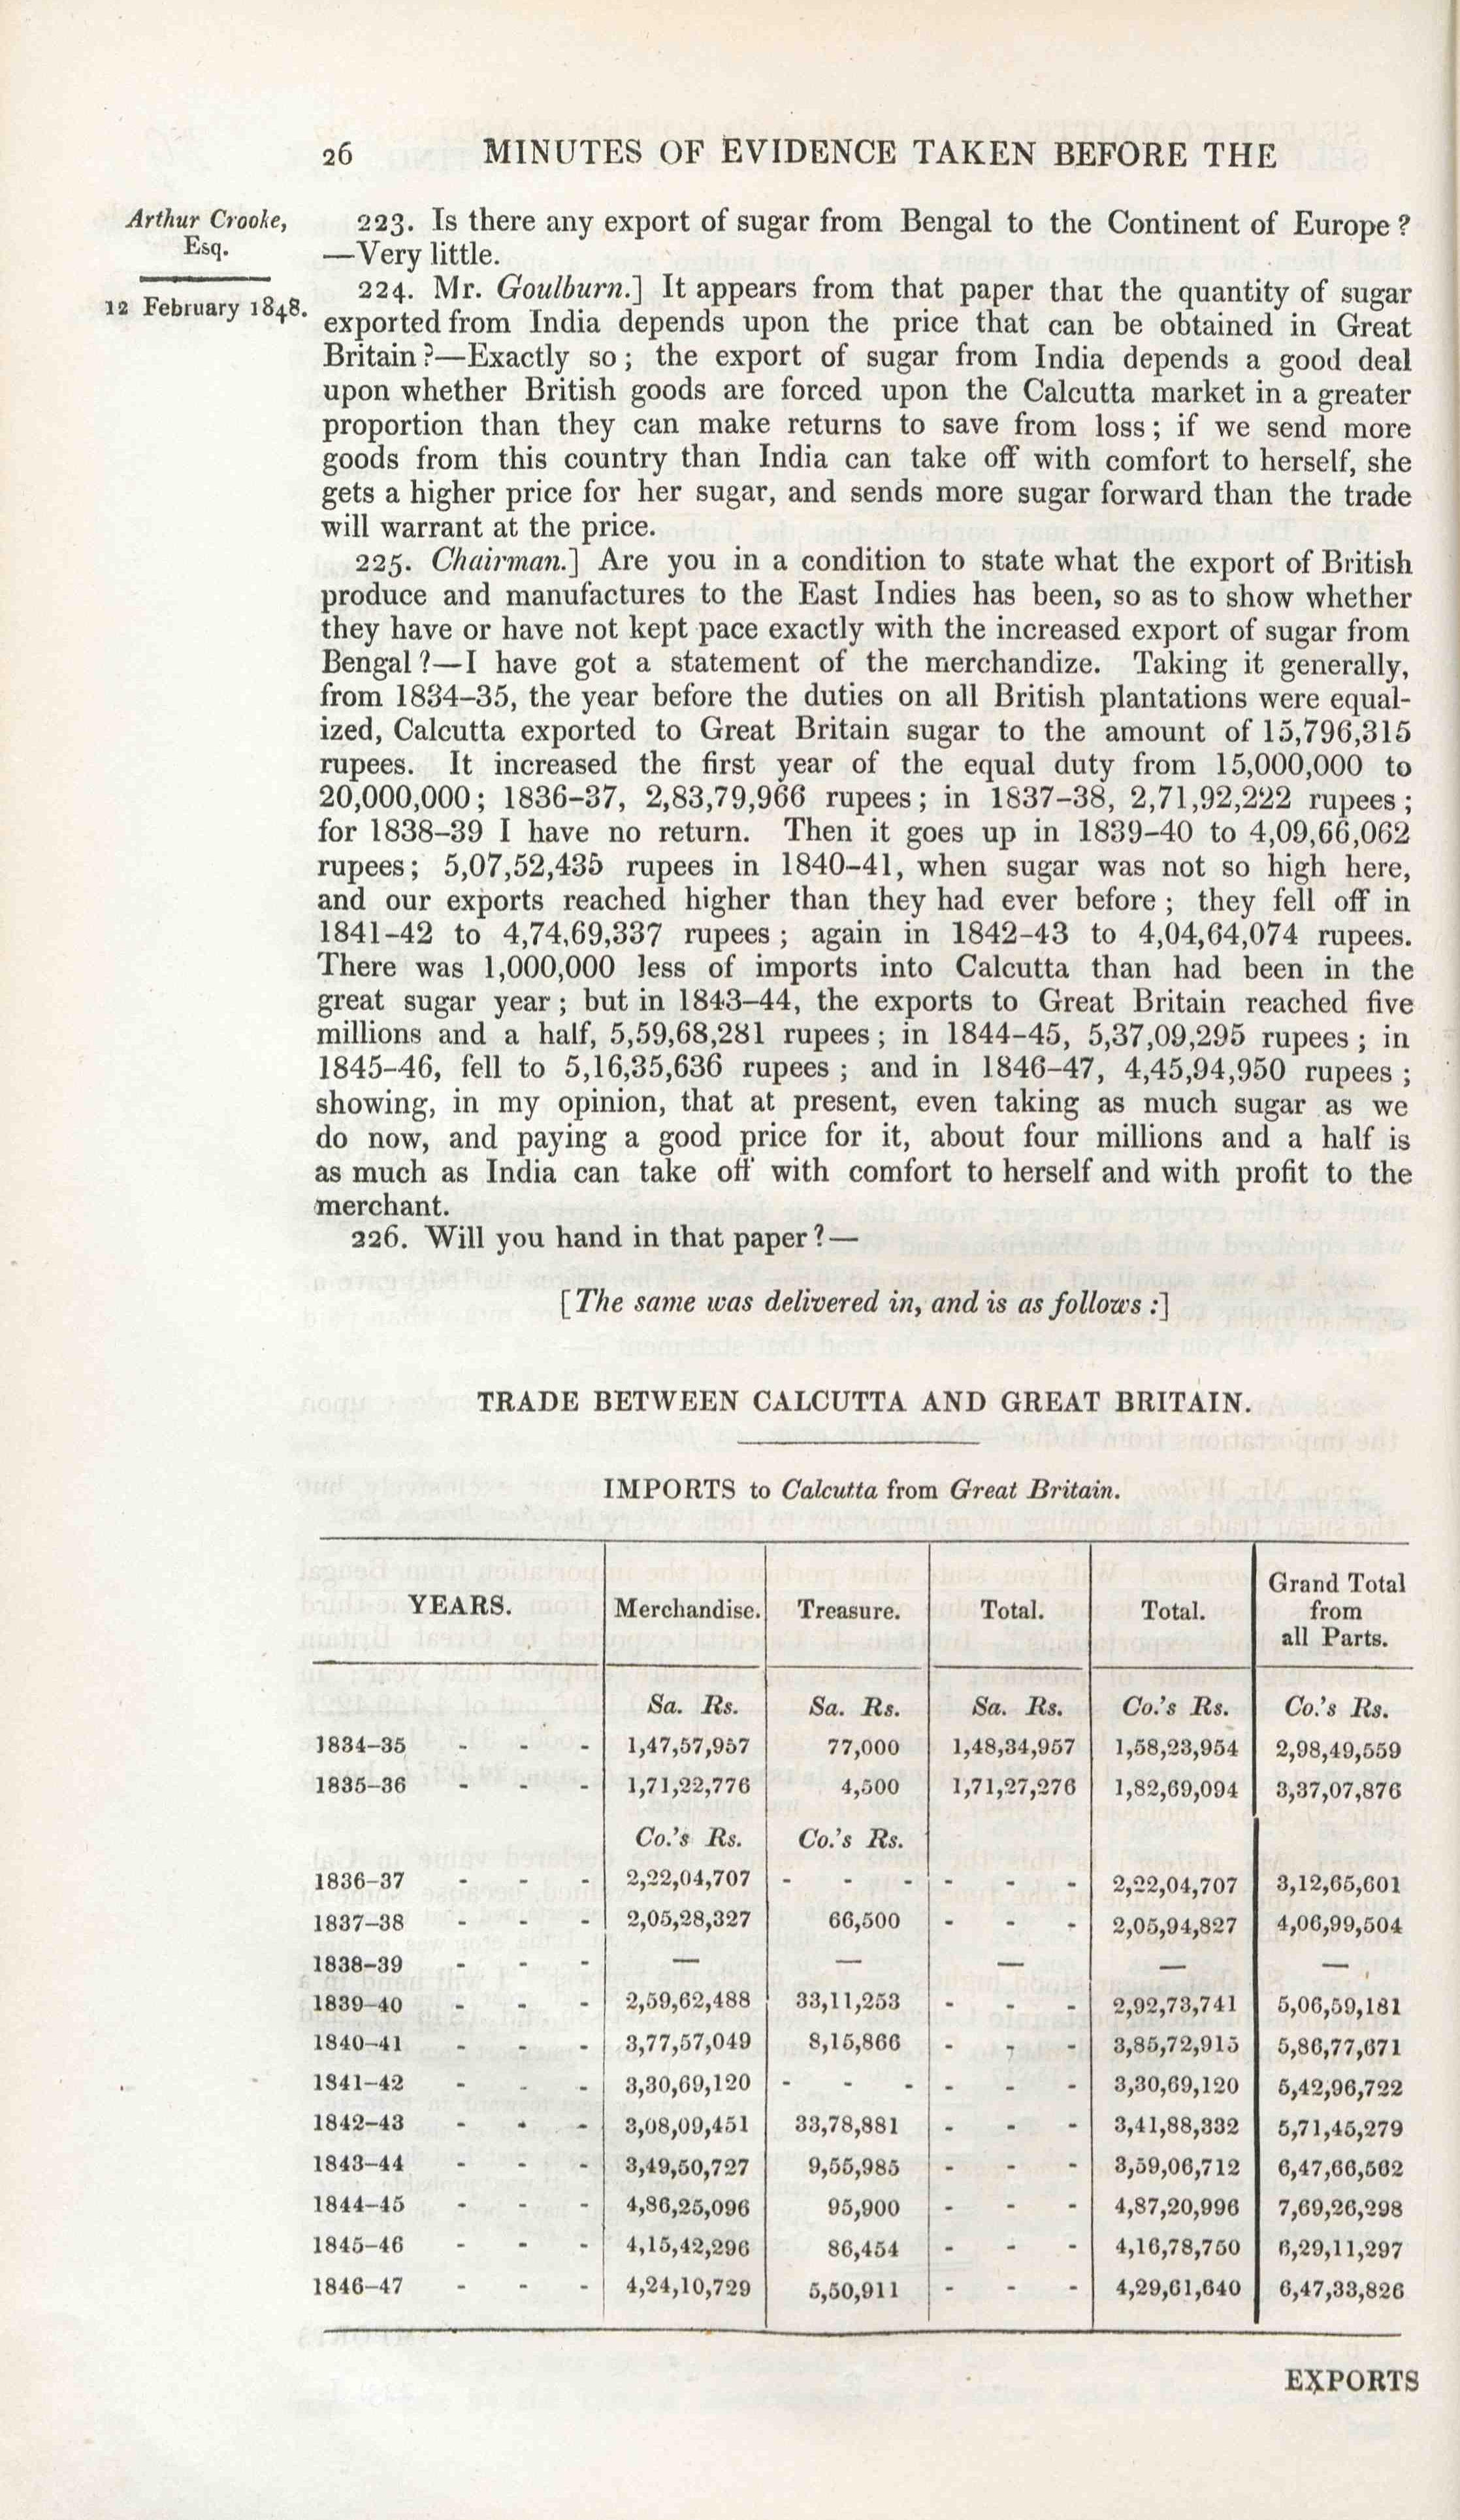 26 MINUTES OF EVIDENCE TAKEN BEFORE THE
Arthur Crooke,
Esq.
12 February 1848.
223. Is there any export of sugar from Bengal to the Continent of Europe?
—Very little.
224. Mr. Goulburn.] It appears from that paper that the quantity of sugar
exported from India depends upon the price that can be obtained in Great
Britain?—Exactly so; the export of sugar from India depends a good deal
upon whether British goods are forced upon the Calcutta market in a greater
proportion than they can make returns to save from loss; if we send more
goods from this country than India can take off with comfort to herself, she
gets a higher price for her sugar, and sends more sugar forward than the trade
will warrant at the price.
225. Chairman.] Are you in a condition to state what the export of British
produce and manufactures to the East Indies has been, so as to show whether
they have or have not kept pace exactly with the increased export of sugar from
Bengal?—I have got a statement of the merchandize. Taking it generally,
from 1834–35, the year before the duties on all British plantations were equal-
ized, Calcutta exported to Great Britain sugar to the amount of 15,796,315
rupees. It increased the first year of the equal duty from 15,000,000 to
20,000,000; 1836–37, 2,83,79,966 rupees; in 1837–38, 2,71,92,222 rupees;
for 1838–39 I have no return. Then it goes up in 1839–40 to 4,09,66,062
rupees; 5,07,52,435 rupees in 1840–41, when sugar was not so high here,
and our exports reached higher than they had ever before; they fell off in
1841–42 to 4,74,69,337 rupees; again in 1842–43 to 4,04,64,074 rupees.
There was 1,000,000 less of imports into Calcutta than had been in the
great sugar year; but in 1843–44, the exports to Great Britain reached five
millions and a half, 5,59,68,281 rupees; in 1844–45, 5,37,09,295 rupees; in
1845–46, fell to 5,16,35,636 rupees; and in 1846–47, 4,45,94,950 rupees;
showing, in my opinion, that at present, even taking as much sugar as we
do now, and paying a good price for it, about four millions and a half is
as much as India can take off with comfort to herself and with profit to the
merchant.
226. Will you hand in that paper?—
[The same was delivered in, and is as follows:]
TRADE BETWEEN CALCUTTA AND GREAT BRITAIN.
IMPORTS to Calcutta from Great Britain.
YEARS. Merchandise. Treasure. Total. Total. Grand Total from all Parts.
Sa. Rs. Sa. Rs. Sa. Rs. Co.'s Rs. Co.'s Rs.
1834–35 - - - 1,47,57,957 77,000 1,48,34,957 1,58,23,954 2,98,49,559
1835–36 - - - 1,71,22,776 4,500 1,71,27,276 1,82,69,094 3,37,07,876
Co.'s Rs. Co.'s Rs.
1836–37 - - - 2,22,04,707 - - - - - - 2,22,04,707 3,12,65,601
1837–38 - - - 2,05,28,327 66,500 - - - 2,05,94,827 4,06,99,504
1838–39 - - - — — — — —
1839–40 - - - 2,59,62,488 33,11,253 - - - 2,92,73,741 5,06,59,181
1840–41 - - - 3,77,57,049 8,15,866 - - - 3,85,72,915 5,86,77,671
1841–42 - - - 3,30,69,120 - - - - - - 3,30,69,120 5,42,96,722
1842–43 - - - 3,08,09,451 33,78,881 - - - 3,41,88,332 5,71,45,279
1843–44 - - - 3,49,50,727 9,55,985 - - - 3,59,06,712 6,47,66,562
1844–45 - - - 4,86,25,096 95,900 - - - 4,87,20,996 7,69,26,298
1845–46 - - - 4,15,42,296 86,454 - - - 4,16,78,750 6,29,11,297
1846–47 - - - 4,24,10,729 5,50,911 - - - 4,29,61,640 6,47,33,826
EXPORTS